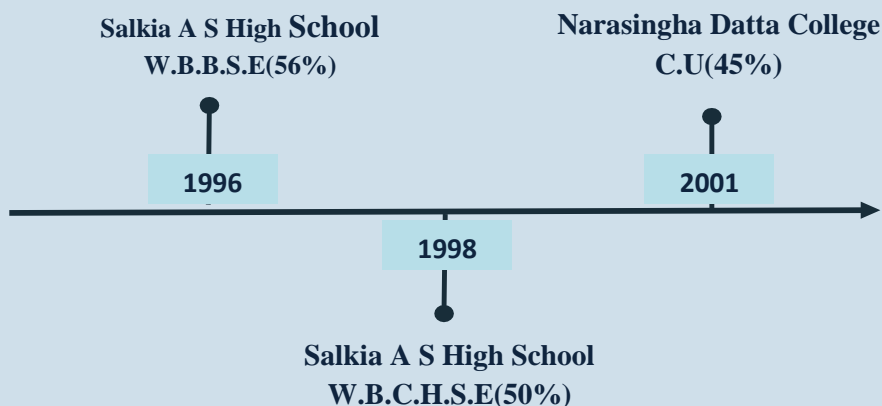 Salkia A S High School
W.B.B.S.E(56%)
1996
Salkia A S High School
W.B.C.H.S.E(50%)
1998
Narasingha Datta College
C.U(45%)
2001